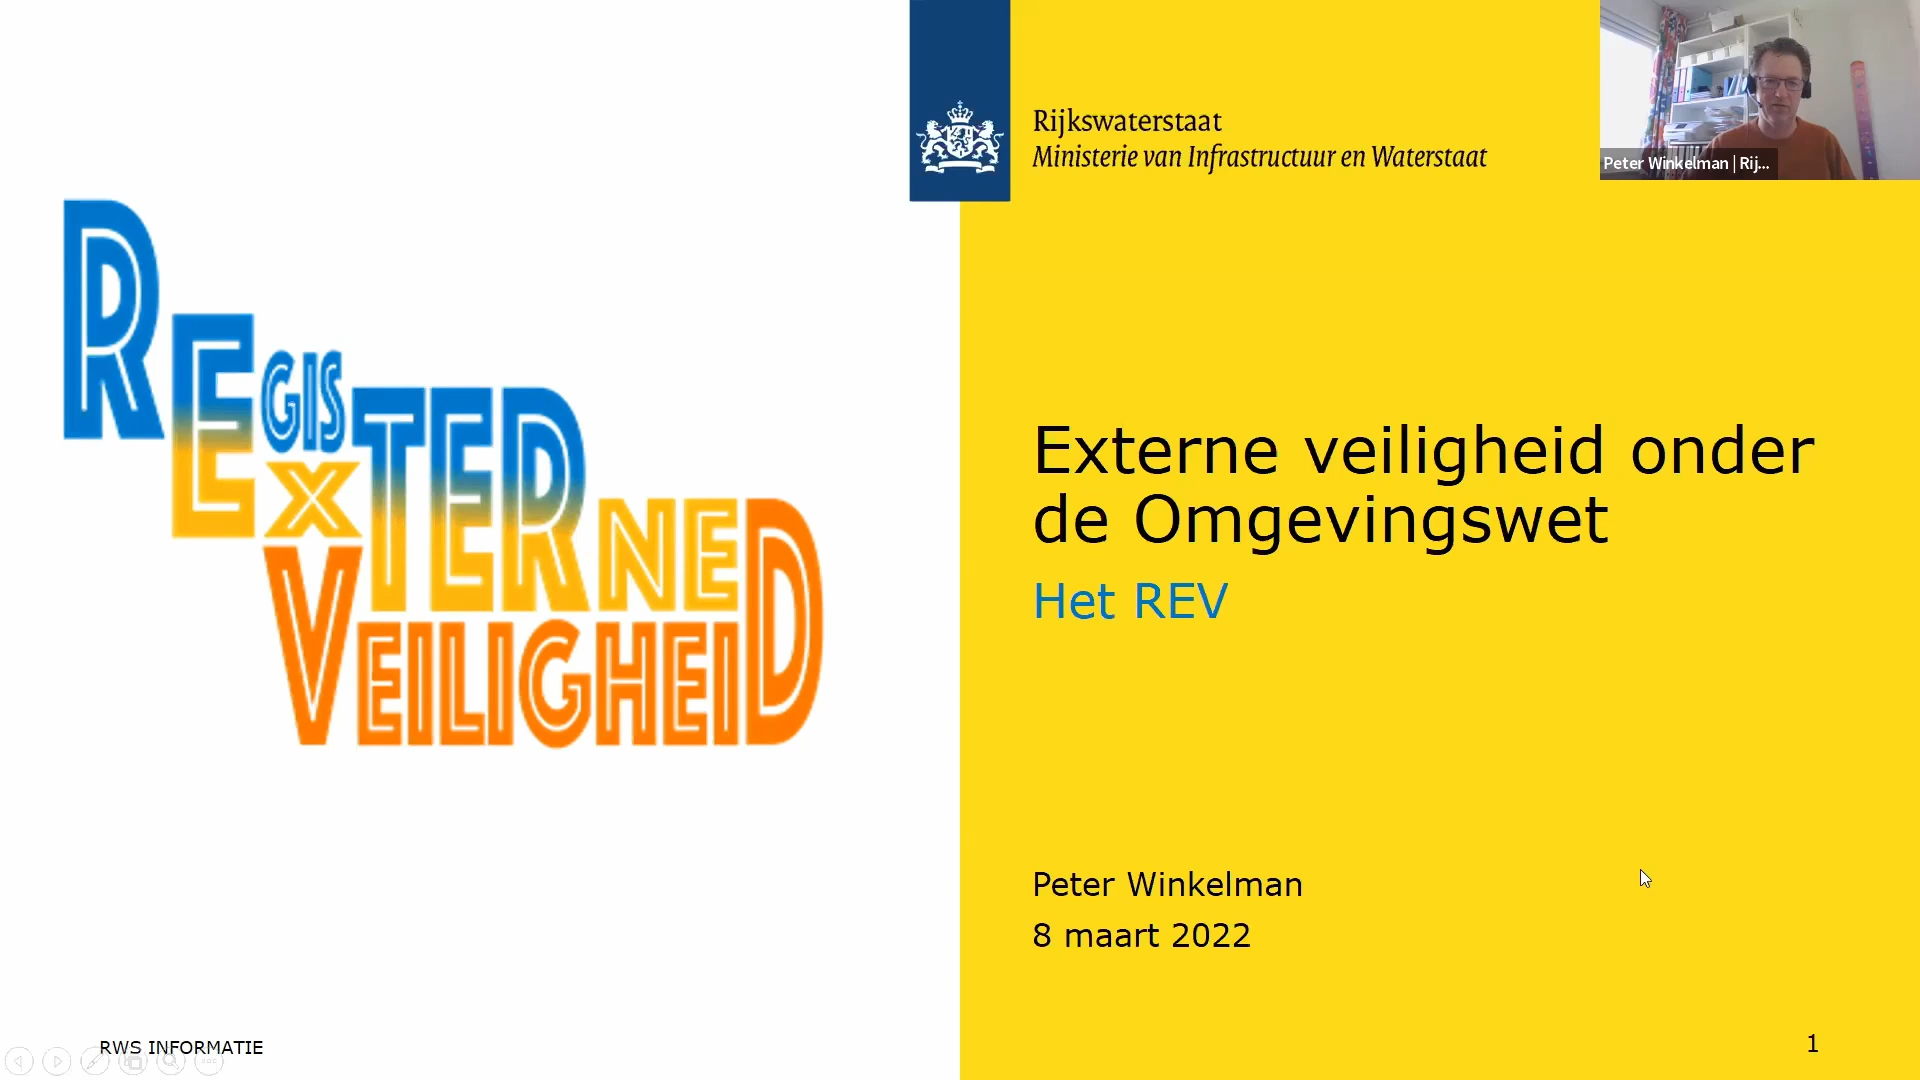 REGISTER
EXTERNE
VEILIGHEID
Rijkswaterstaat
Ministerie van Infrastructuur en Waterstaat
Peter Winkelman | Rij...
Externe veiligheid onder
de Omgevingswet
Het REV
Peter Winkelman
8 maart 2022
RWS INFORMATIE
1